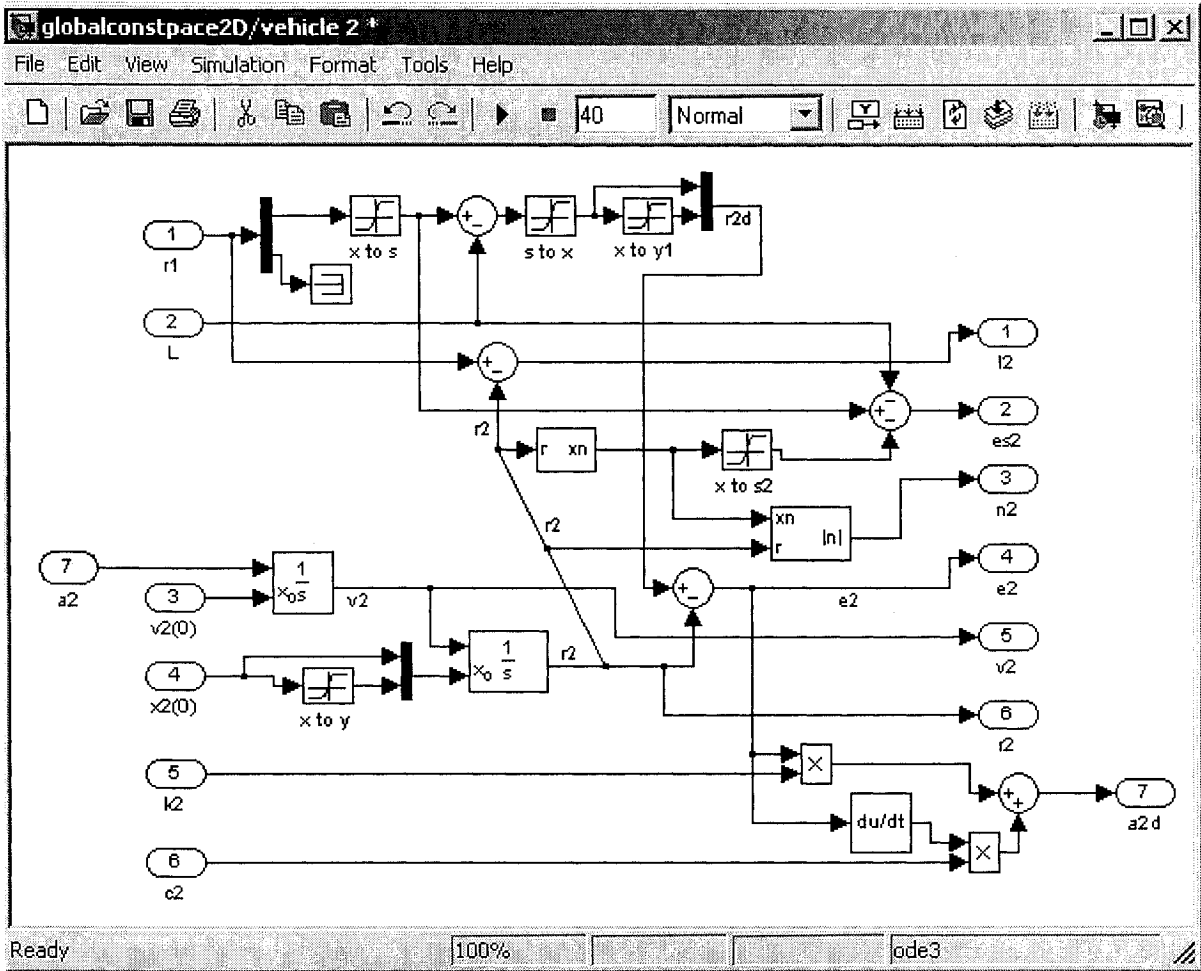 globalconstpace2D/vehicle 2 *
File Edit View Simulation Format Tools Help
40 Normal
1
r1
x to s
+
−
s to x
x to y1
r2d
2
L
+
−
1
l2
−
+
−
2
es2
r2
r xn
x to s2
3
n2
xn
r
|n|
r2
7
a2
3
v2(0)
1
xo s
v2
+
−
e2
4
e2
5
v2
4
x2(0)
x to y
1
xo s
r2
6
r2
5
k2
×
+
+
7
a2d
du/dt
×
6
c2
Ready 100% ode3